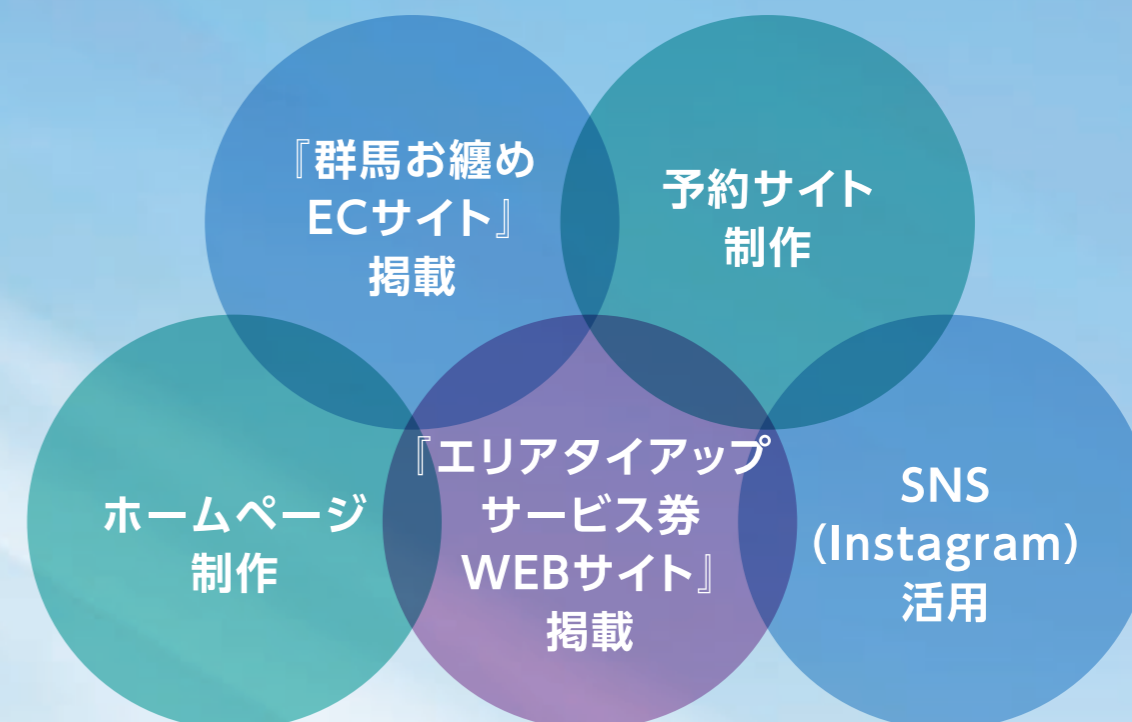 『群馬お纏め
ECサイト』
掲載
予約サイト
制作
ホームページ
制作
『エリアタイアップ
サービス券
WEBサイト』
掲載
SNS
(Instagram)
活用